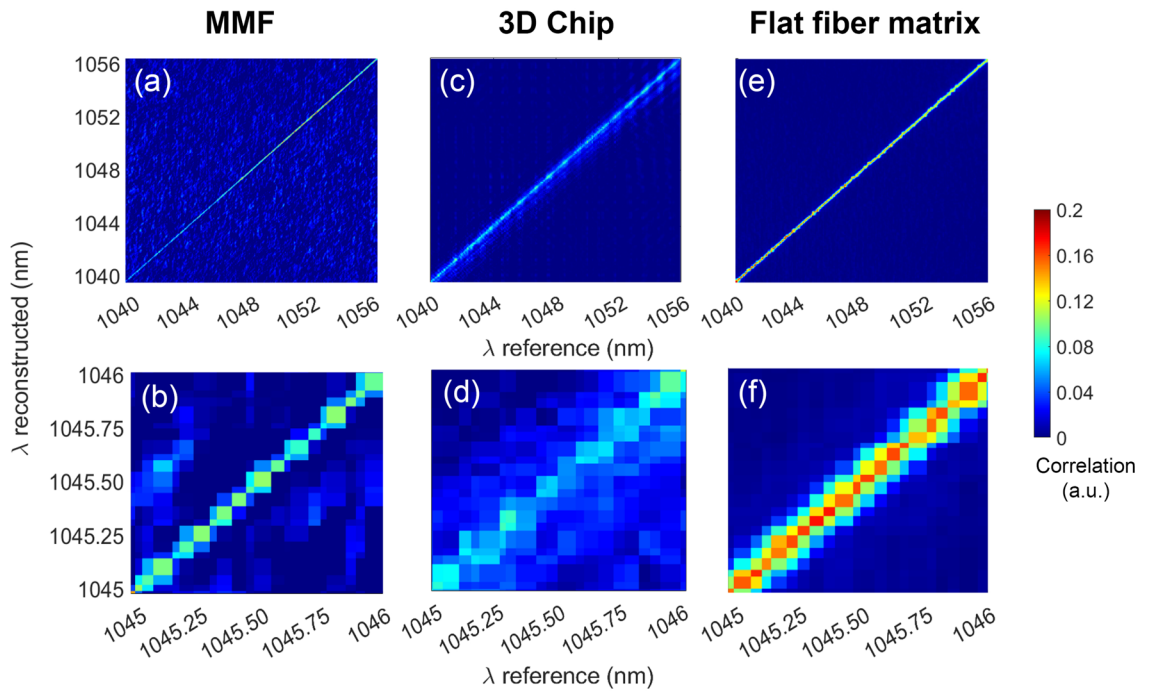 MMF
3D Chip
Flat fiber matrix
(a)
(c)
(e)
1056
1052
1048
1044
1040
1040 1044 1048 1052 1056
1040 1044 1048 1052 1056
1040 1044 1048 1052 1056
λ reference (nm)
λ reconstructed (nm)
0.2
0.16
0.12
0.08
0.04
0
Correlation
(a.u.)
(b)
(d)
(f)
1046
1045.75
1045.50
1045.25
1045
1045 1045.25 1045.50 1045.75 1046
1045 1045.25 1045.50 1045.75 1046
1045 1045.25 1045.50 1045.75 1046
λ reference (nm)